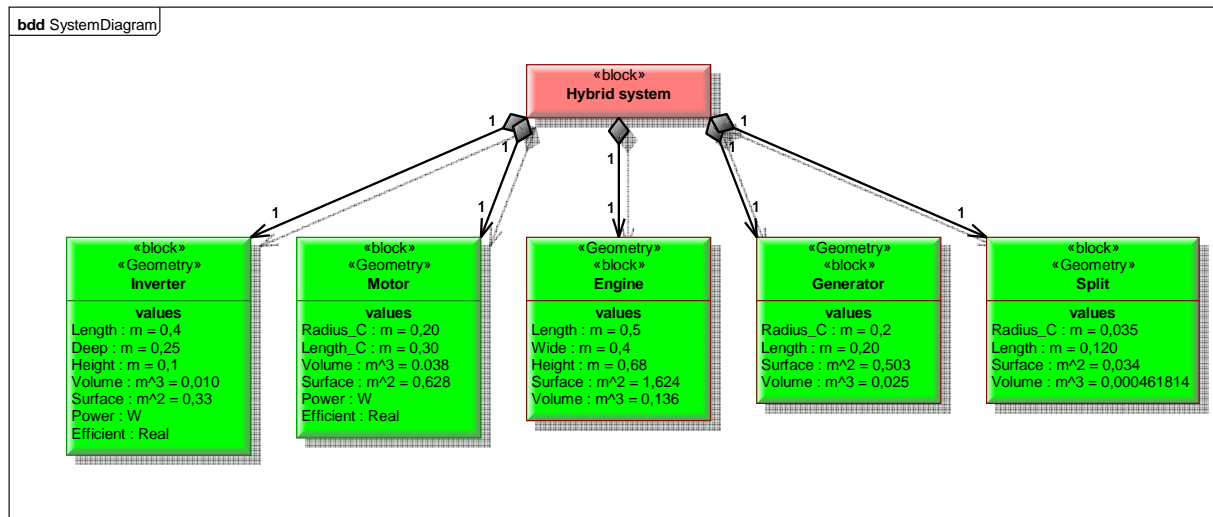 bdd SystemDiagram
«block»
Hybrid system
1
1
1
1
1
1
1
1
«block»
«Geometry»
Inverter
values
Length : m = 0,4
Deep : m = 0,25
Height : m = 0,1
Volume : m^3 = 0,010
Surface : m^2 = 0,33
Power : W
Efficient : Real
«block»
«Geometry»
Motor
values
Radius_C : m = 0,20
Length_C : m = 0,30
Volume : m^3 = 0.038
Surface : m^2 = 0,628
Power : W
Efficient : Real
«Geometry»
«block»
Engine
values
Length : m = 0,5
Wide : m = 0,4
Height : m = 0,68
Surface : m^2 = 1,624
Volume : m^3 = 0,136
«Geometry»
«block»
Generator
values
Radius_C : m = 0,2
Length : m = 0,20
Surface : m^2 = 0,503
Volume : m^3 = 0,025
«block»
«Geometry»
Split
values
Radius_C : m = 0,035
Length : m = 0,120
Surface : m^2 = 0,034
Volume : m^3 = 0,000461814